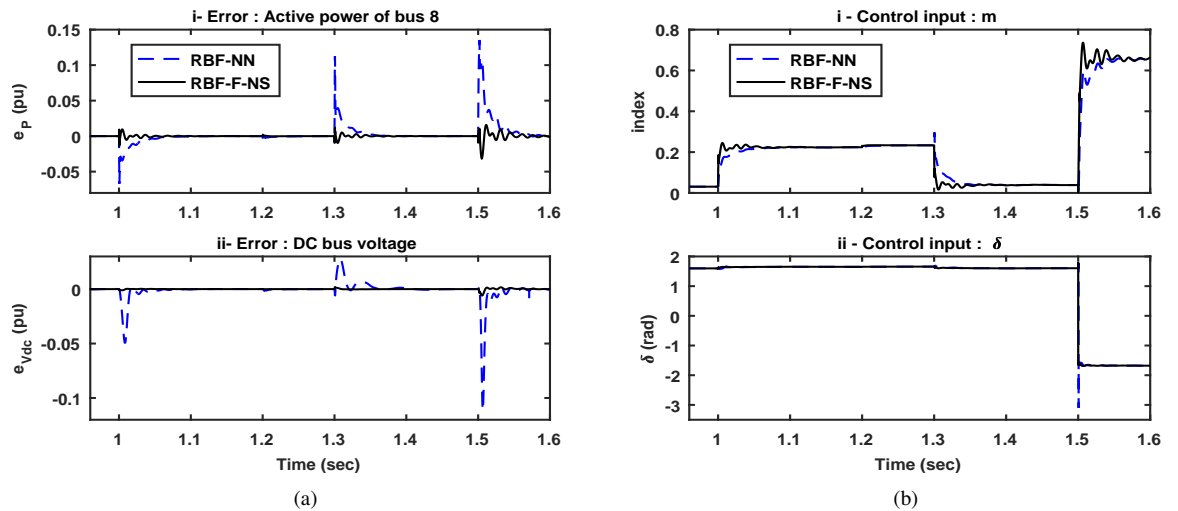 i- Error : Active power of bus 8
0.15
0.10
0.05
0
-0.05
e_P (pu)
RBF-NN
RBF-F-NS
1 1.1 1.2 1.3 1.4 1.5 1.6
ii- Error : DC bus voltage
0
-0.05
-0.1
e_Vdc (pu)
1 1.1 1.2 1.3 1.4 1.5 1.6
Time (sec)
(a)
i - Control input : m
0.8
0.6
0.4
0.2
0
index
RBF-NN
RBF-F-NS
1 1.1 1.2 1.3 1.4 1.5 1.6
ii - Control input : δ
2
1
0
-1
-2
-3
δ (rad)
1 1.1 1.2 1.3 1.4 1.5 1.6
Time (sec)
(b)